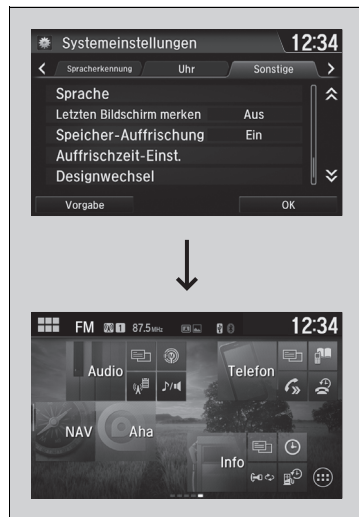 Systemeinstellungen 12:34
Spracherkennung Uhr Sonstige
Sprache
Letzten Bildschirm merken Aus
Speicher-Auffrischung Ein
Auffrischzeit-Einst.
Designwechsel
Vorgabe OK
FM 1 87.5MHz 12:34
Audio Telefon
NAV Aha
Info